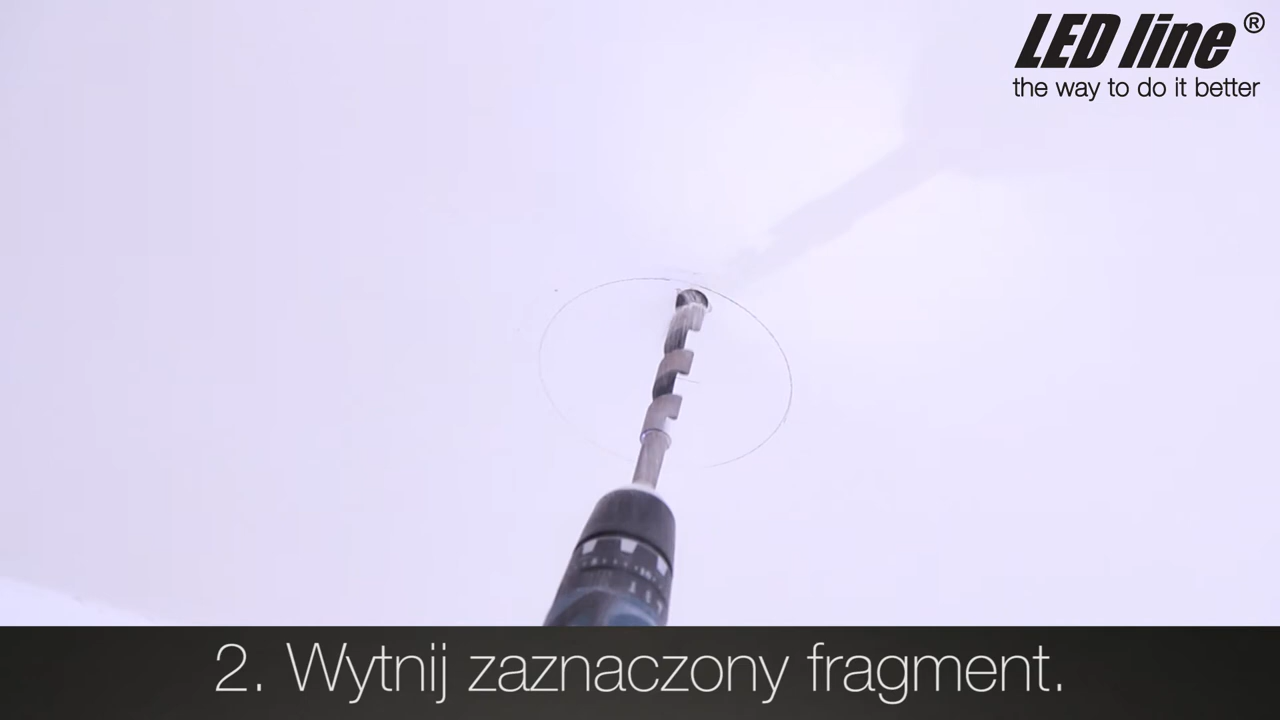 LED line®
the way to do it better
2. Wytnij zaznaczony fragment.